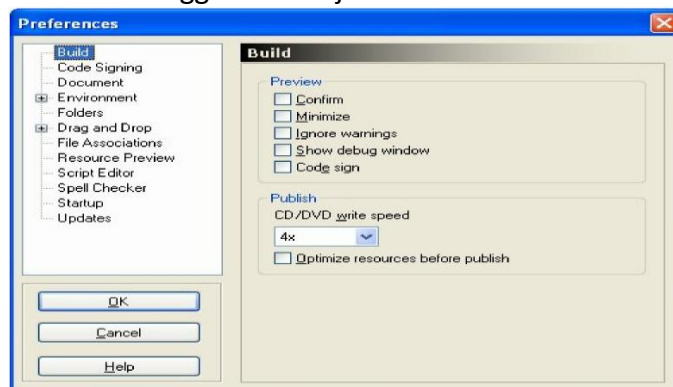 Preferences
Build
Code Signing
Document
Environment
Folders
Drag and Drop
File Associations
Resource Preview
Script Editor
Spell Checker
Startup
Updates
OK
Cancel
Help
Build
Preview
Confirm
Minimize
Ignore warnings
Show debug window
Code sign
Publish
CD/DVD write speed
4x
Optimize resources before publish